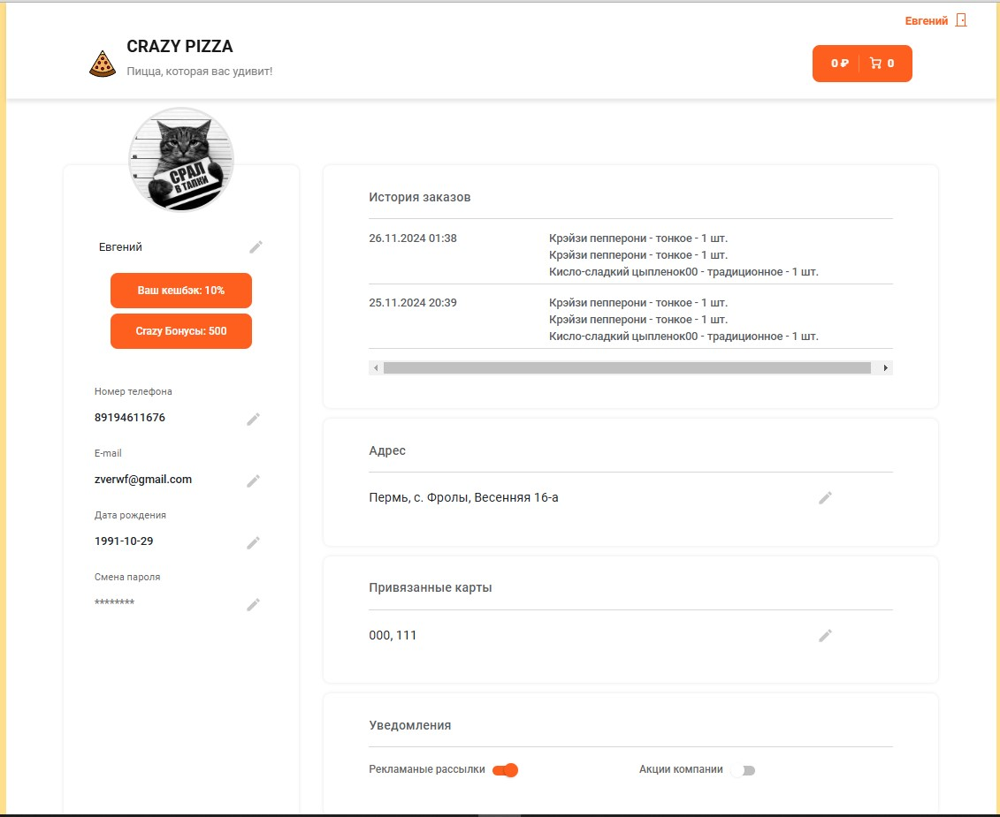 Евгений
CRAZY PIZZA
Пицца, которая вас удивит!
0 ₽ 0
СРАЛ
В ТАПКИ
Евгений
Ваш кешбэк: 10%
Crazy Бонусы: 500
Номер телефона
89194611676
E-mail
zverwf@gmail.com
Дата рождения
1991-10-29
Смена пароля
********
История заказов
26.11.2024 01:38 Крэйзи пепперони - тонкое - 1 шт.
Крэйзи пепперони - тонкое - 1 шт.
Кисло-сладкий цыпленок00 - традиционное - 1 шт.
25.11.2024 20:39 Крэйзи пепперони - тонкое - 1 шт.
Крэйзи пепперони - тонкое - 1 шт.
Кисло-сладкий цыпленок00 - традиционное - 1 шт.
Адрес
Пермь, с. Фролы, Весенняя 16-а
Привязанные карты
000, 111
Уведомления
Рекламаные рассылки Акции компании